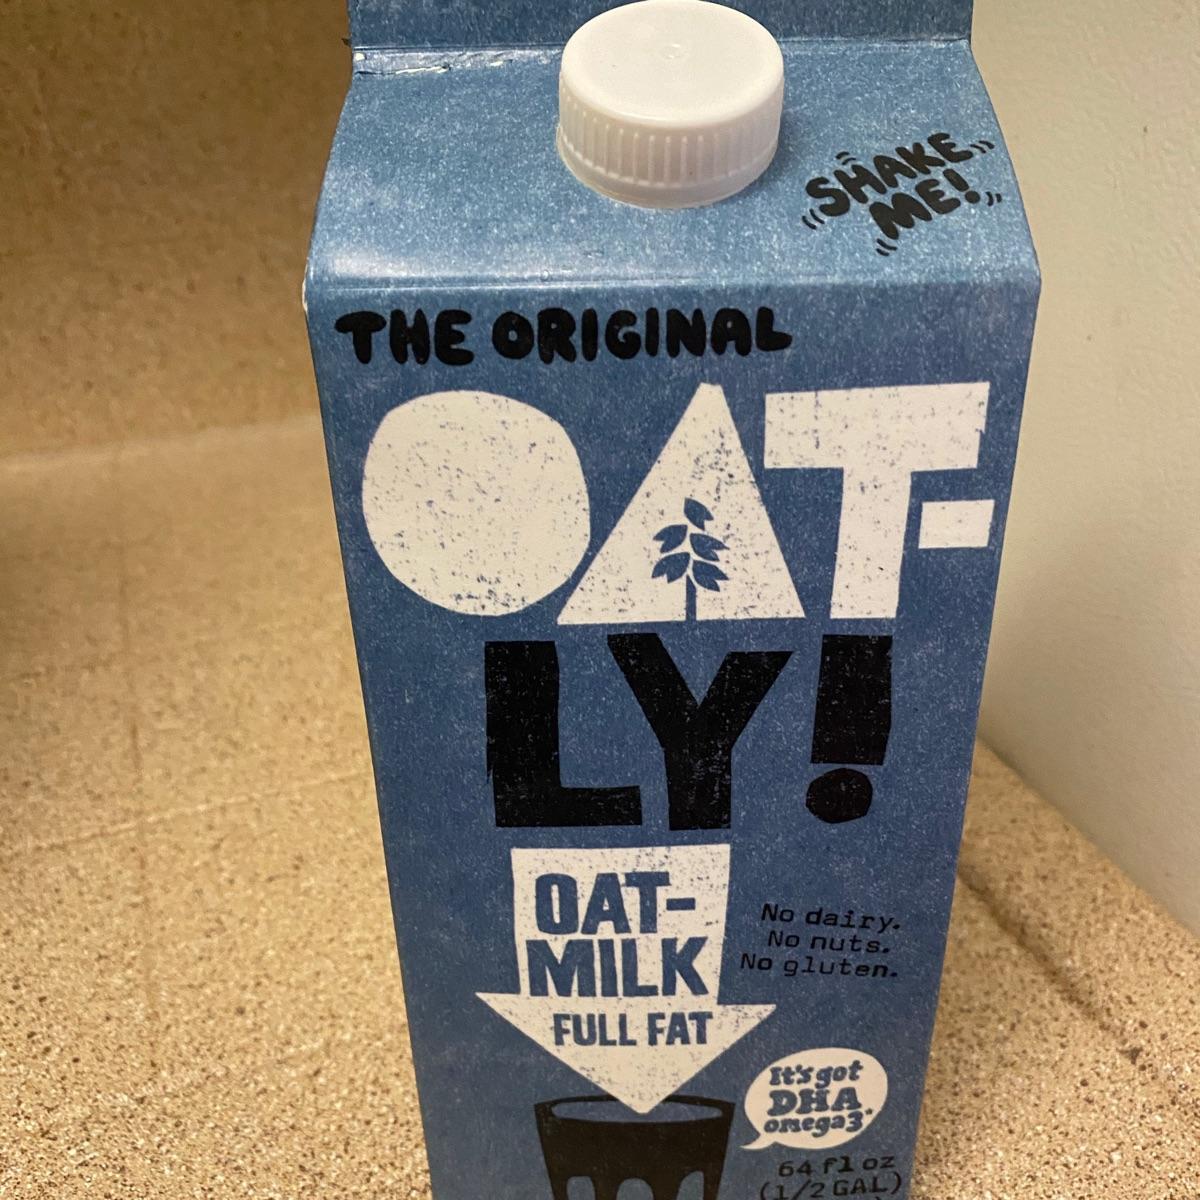 SHAKE
ME!
THE ORIGINAL
OAT-
LY!
OAT-
MILK
FULL FAT
No dairy.
No nuts.
No gluten.
It's got
DHA
omega3*
64 fl oz
(1/2 GAL)